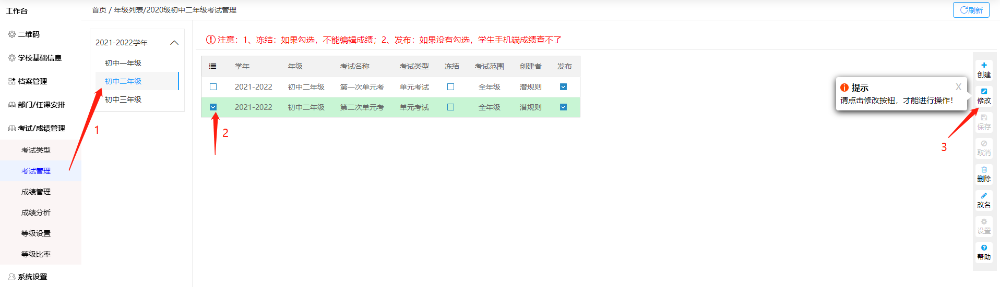 工作台
首页 / 年级列表/2020级初中二年级考试管理
刷新
二维码
学校基础信息
档案管理
部门/任课安排
考试/成绩管理
考试类型
考试管理
成绩管理
成绩分析
等级设置
等级比率
系统设置
2021-2022学年
初中一年级
初中二年级
初中三年级
1
注意：1、冻结：如果勾选，不能编辑成绩；2、发布：如果没有勾选，学生手机端成绩查不了
学年 年级 考试名称 考试类型 冻结 考试范围 创建者 发布
2021-2022 初中二年级 第一次单元考 单元考试 全年级 潜规则
2021-2022 初中二年级 第二次单元考 单元考试 全年级 潜规则
2
提示 X
请点击修改按钮，才能进行操作！
3
创建
修改
保存
取消
删除
改名
设置
帮助